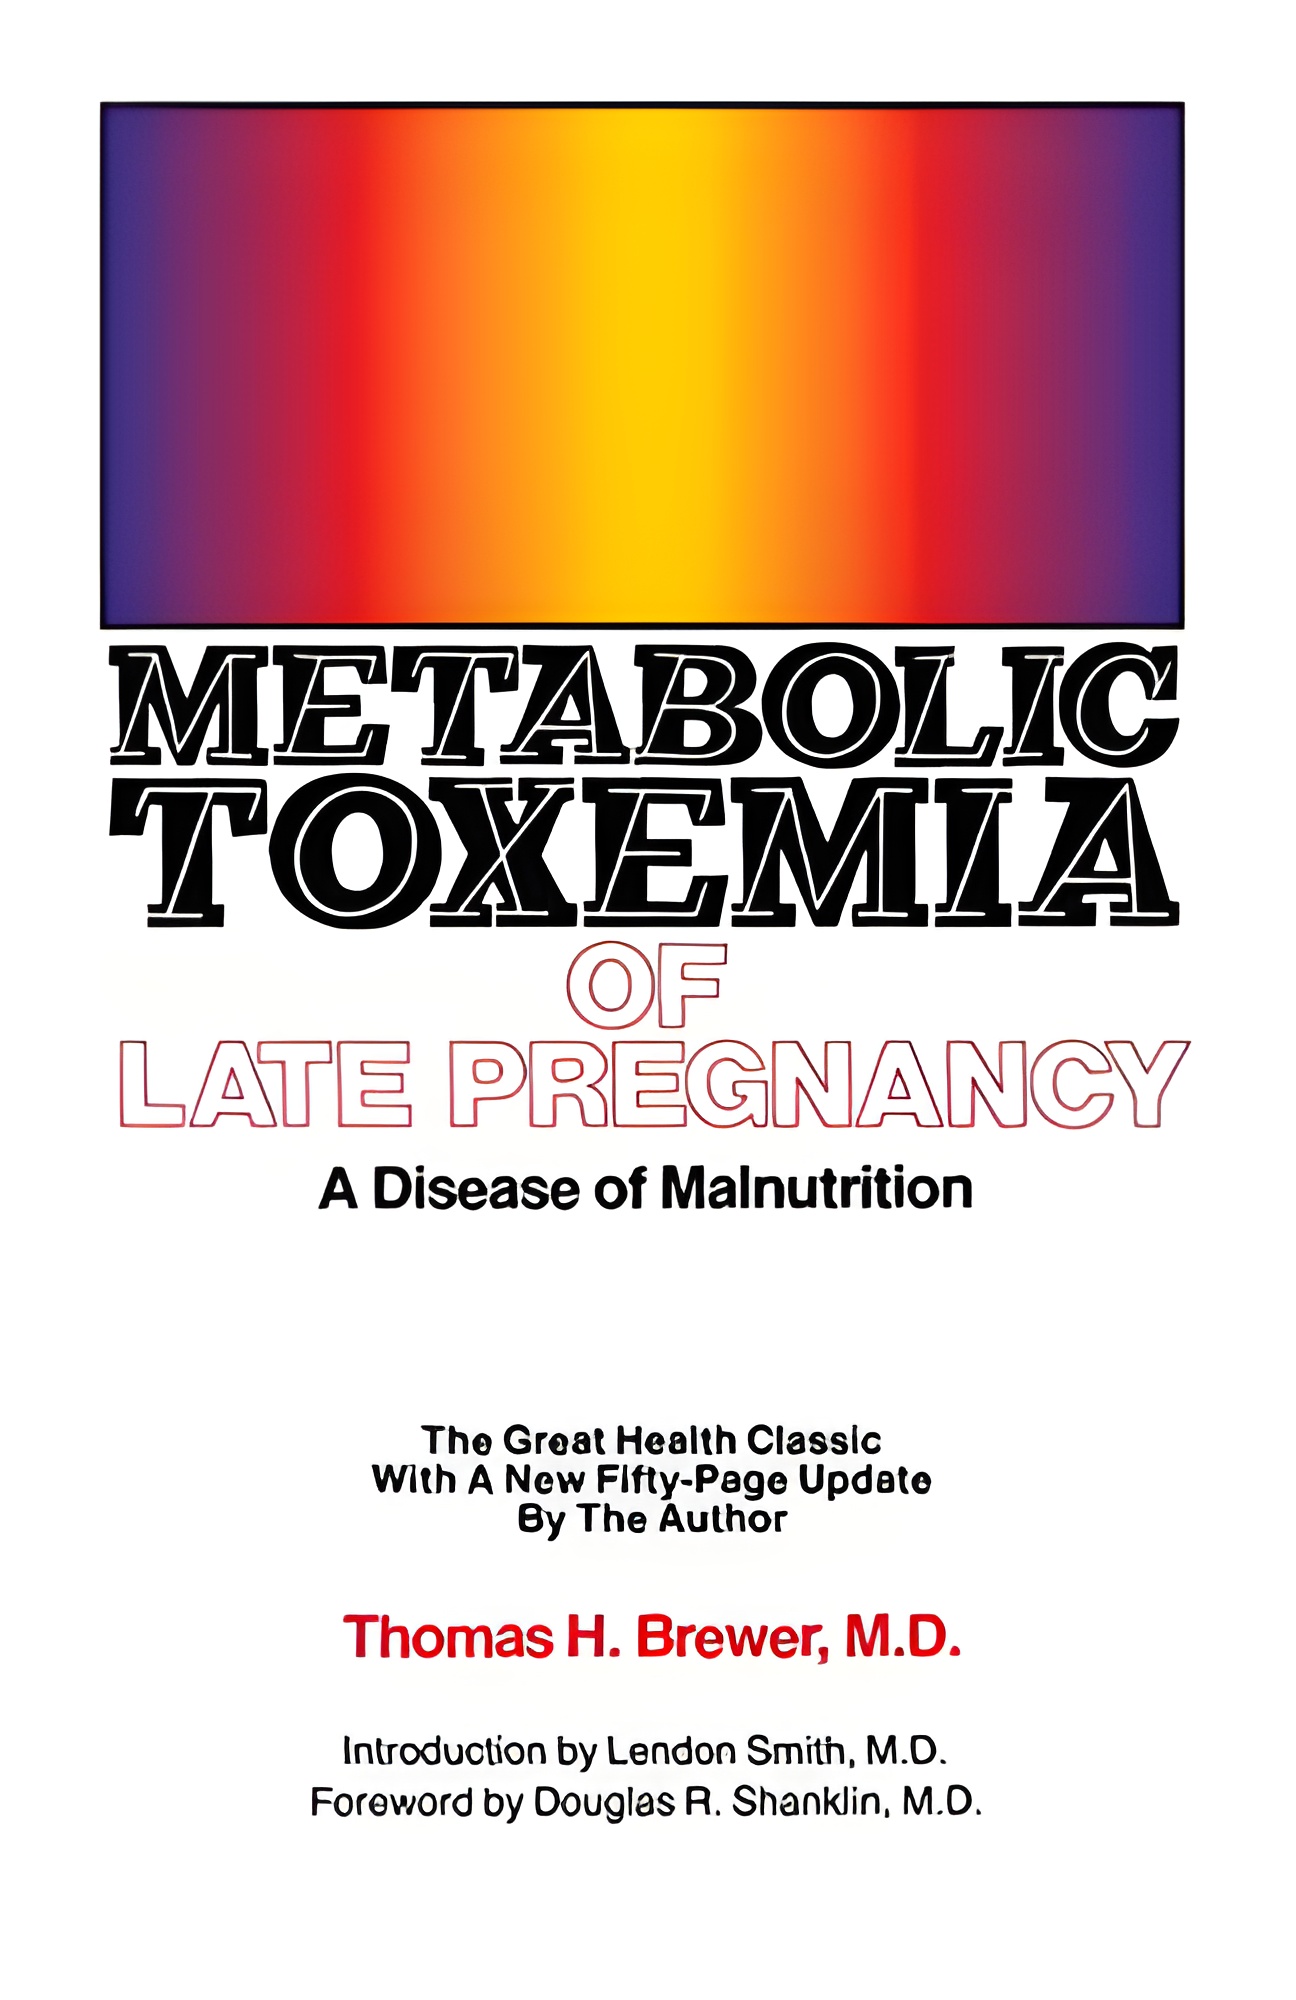 METABOLIC
TOXEMIA
OF
LATE PREGNANCY
A Disease of Malnutrition
The Great Health Classic
With A New Fifty-Page Update
By The Author
Thomas H. Brewer, M.D.
Introduction by Lendon Smith, M.D.
Foreword by Douglas R. Shanklin, M.D.